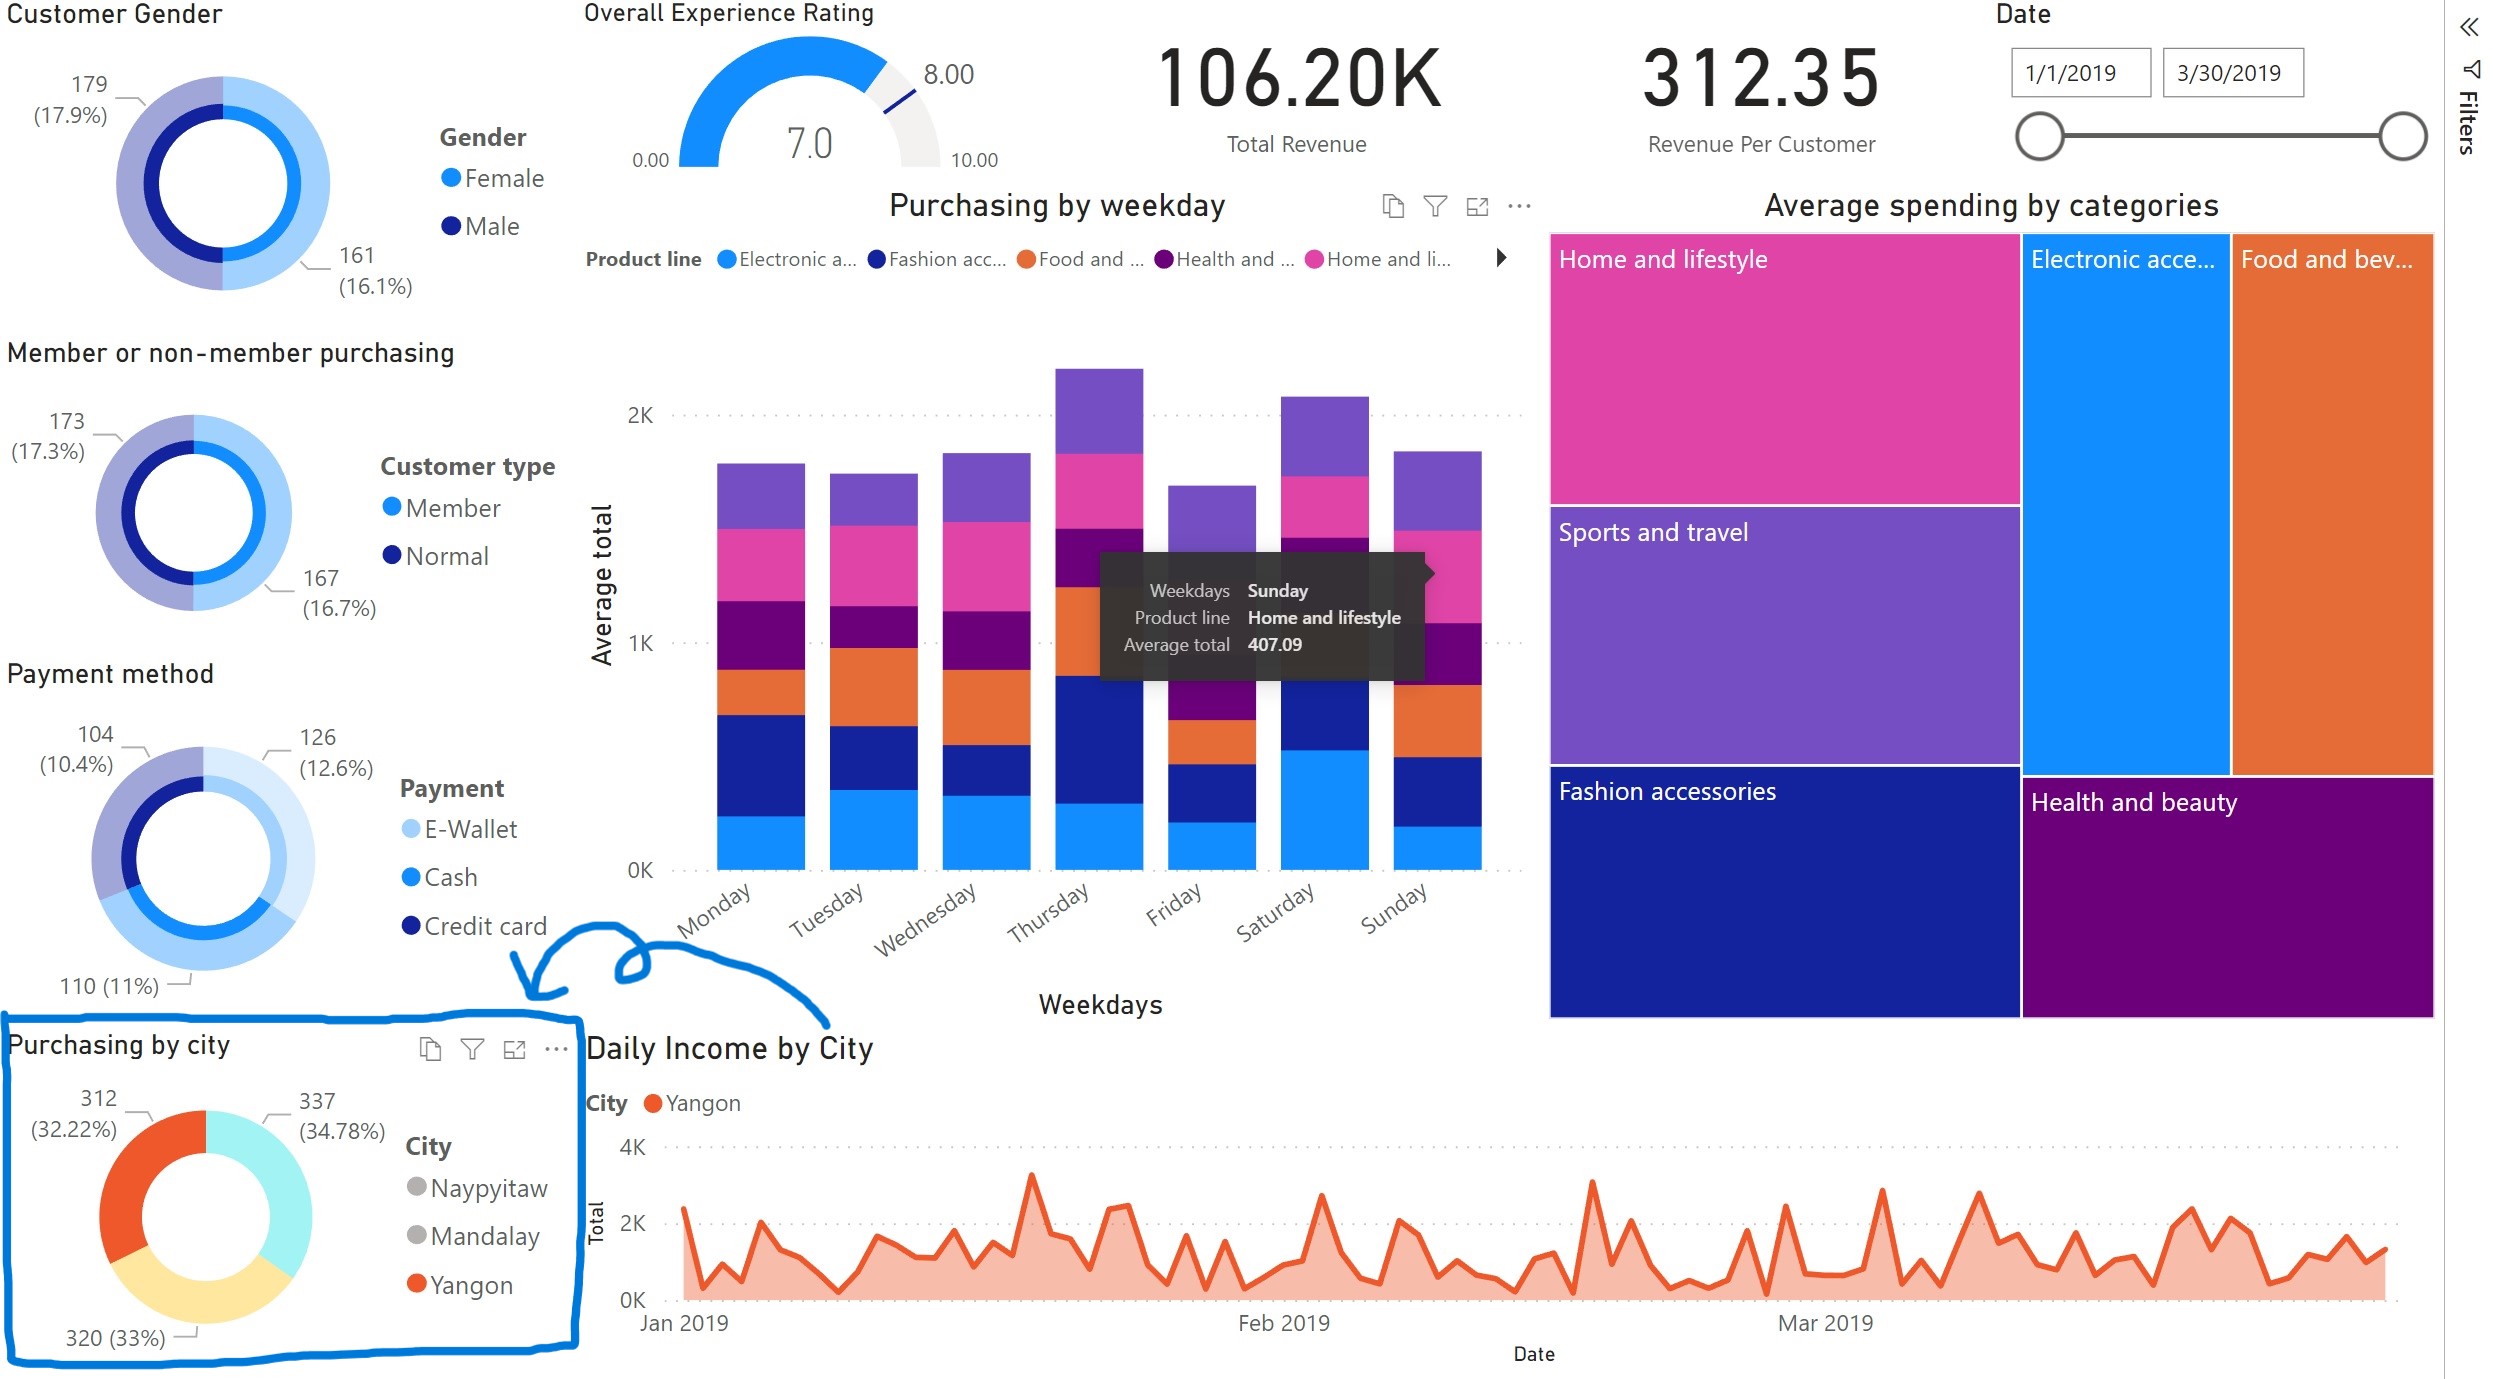 Customer Gender
179
(17.9%)
161
(16.1%)
Gender
Female
Male
Overall Experience Rating
8.00
7.0
0.00
10.00
106.20K
Total Revenue
312.35
Revenue Per Customer
Date
1/1/2019
3/30/2019
Filters
Member or non-member purchasing
173
(17.3%)
167
(16.7%)
Customer type
Member
Normal
Payment method
104
(10.4%)
126
(12.6%)
110 (11%)
Payment
E-Wallet
Cash
Credit card
Purchasing by weekday
Product line Electronic a... Fashion acc... Food and ... Health and ... Home and li...
Average total
2K
1K
0K
Weekdays Sunday
Product line Home and lifestyle
Average total 407.09
Monday
Tuesday
Wednesday
Thursday
Friday
Saturday
Sunday
Weekdays
Average spending by categories
Home and lifestyle
Electronic acce...
Food and bev...
Sports and travel
Fashion accessories
Health and beauty
Purchasing by city
312
(32.22%)
337
(34.78%)
320 (33%)
City
Naypyitaw
Mandalay
Yangon
Daily Income by City
City Yangon
Total
4K
2K
0K
Jan 2019
Feb 2019
Mar 2019
Date